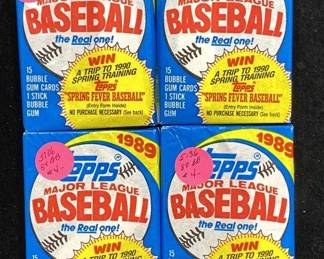 MAJOR LEAGUE
BASEBALL
the Real one!
15
BUBBLE
GUM CARDS
1 STICK
BUBBLE
GUM
WIN
A TRIP TO 1990
SPRING TRAINING
"SPRING FEVER BASEBALL"
(Entry Form Inside)
NO PURCHASE NECESSARY (See back)
MAJOR LEAGUE
BASEBALL
the Real one!
15
BUBBLE
GUM CARDS
1 STICK
BUBBLE
GUM
WIN
A TRIP TO 1990
SPRING TRAINING
"SPRING FEVER BASEBALL"
(Entry Form Inside)
NO PURCHASE NECESSARY (See back)
1989
Topps
MAJOR LEAGUE
BASEBALL
the Real one!
15
WIN
A TRIP TO 1990
1989
Topps
MAJOR LEAGUE
BASEBALL
the Real one!
15
WIN
A TRIP TO 1990